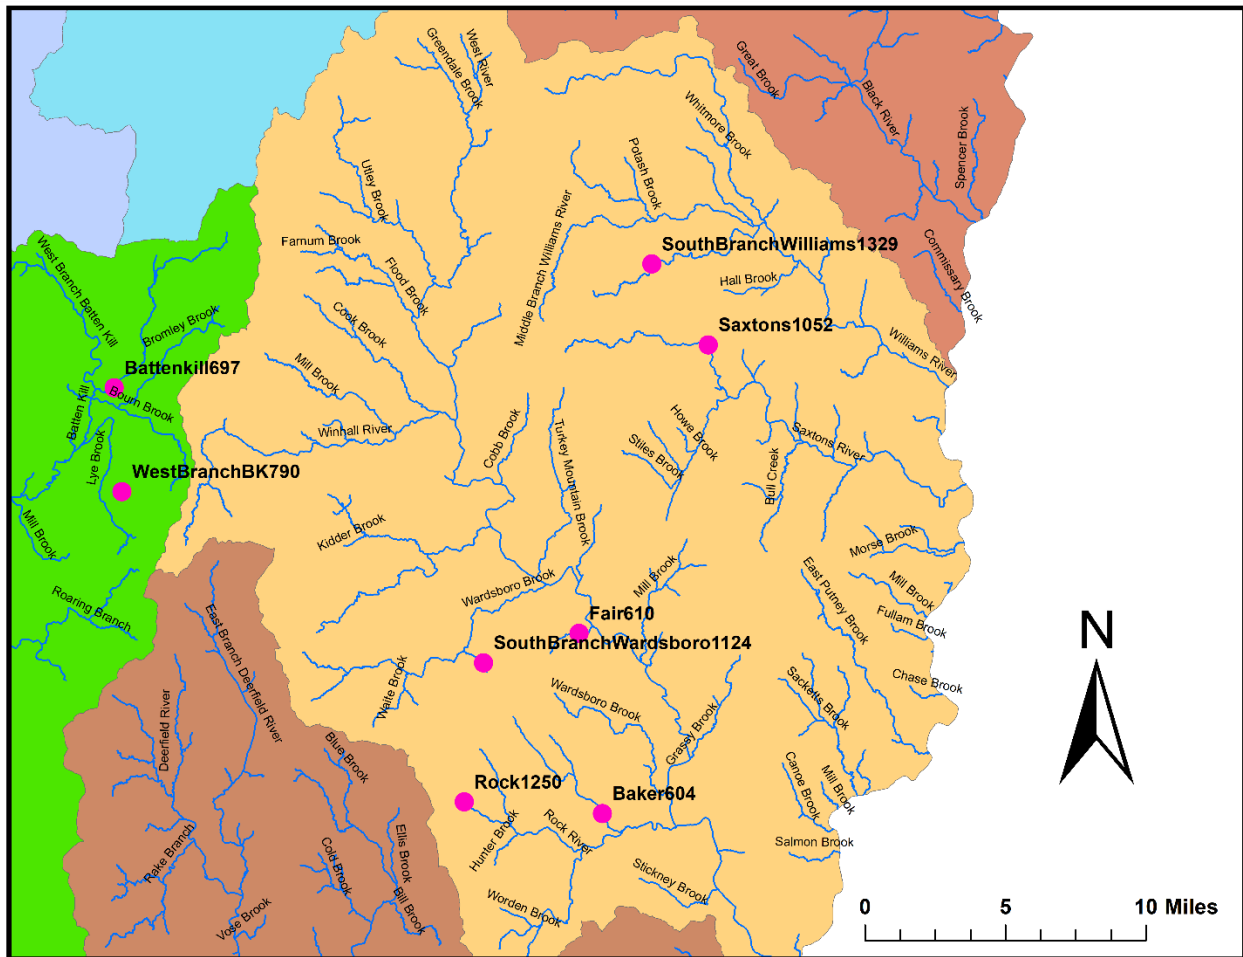 Greendale Brook
West River
Great Brook
Black River
Whitmore Brook
Spencer Brook
Potash Brook
Utley Brook
Middle Branch Williams River
Farnum Brook
SouthBranchWilliams1329
Commissary Brook
West Branch Batten Kill
Flood Brook
Hall Brook
Cook Brook
Bromley Brook
Saxtons1052
Williams River
Battenkill697
Mill Brook
Bourn Brook
Batten Kill
Winhall River
Cobb Brook
Turkey Mountain Brook
Howe Brook
Stiles Brook
Saxtons River
Lye Brook
WestBranchBK790
Bull Creek
Mill Brook
Kidder Brook
Morse Brook
Roaring Branch
Wardsboro Brook
Mill Brook
East Putney Brook
Mill Brook
Fullam Brook
Fair610
SouthBranchWardsboro1124
N
East Branch Deerfield River
Deerfield River
Waite Brook
Wardsboro Brook
Sacketts Brook
Chase Brook
Grassy Brook
Blue Brook
Rock1250
Baker604
Canoe Brook
Mill Brook
Rake Branch
Cold Brook
Ellis Brook
Hunter Brook
Rock River
Salmon Brook
Stickney Brook
Vose Brook
Bill Brook
Worden Brook
0 5 10 Miles